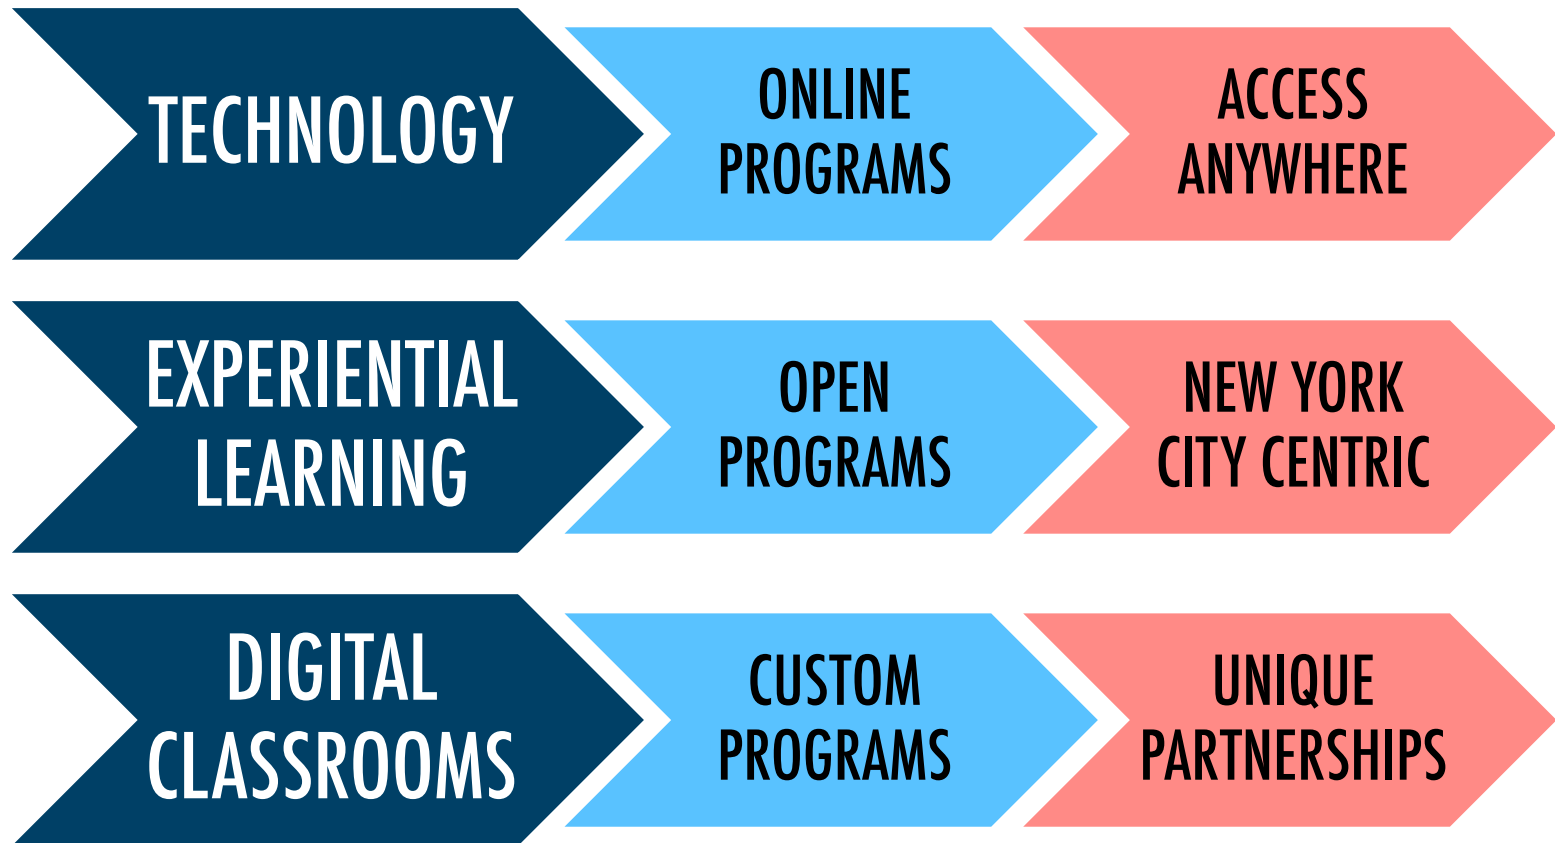 TECHNOLOGY
ONLINE
PROGRAMS
ACCESS
ANYWHERE
EXPERIENTIAL
LEARNING
OPEN
PROGRAMS
NEW YORK
CITY CENTRIC
DIGITAL
CLASSROOMS
CUSTOM
PROGRAMS
UNIQUE
PARTNERSHIPS